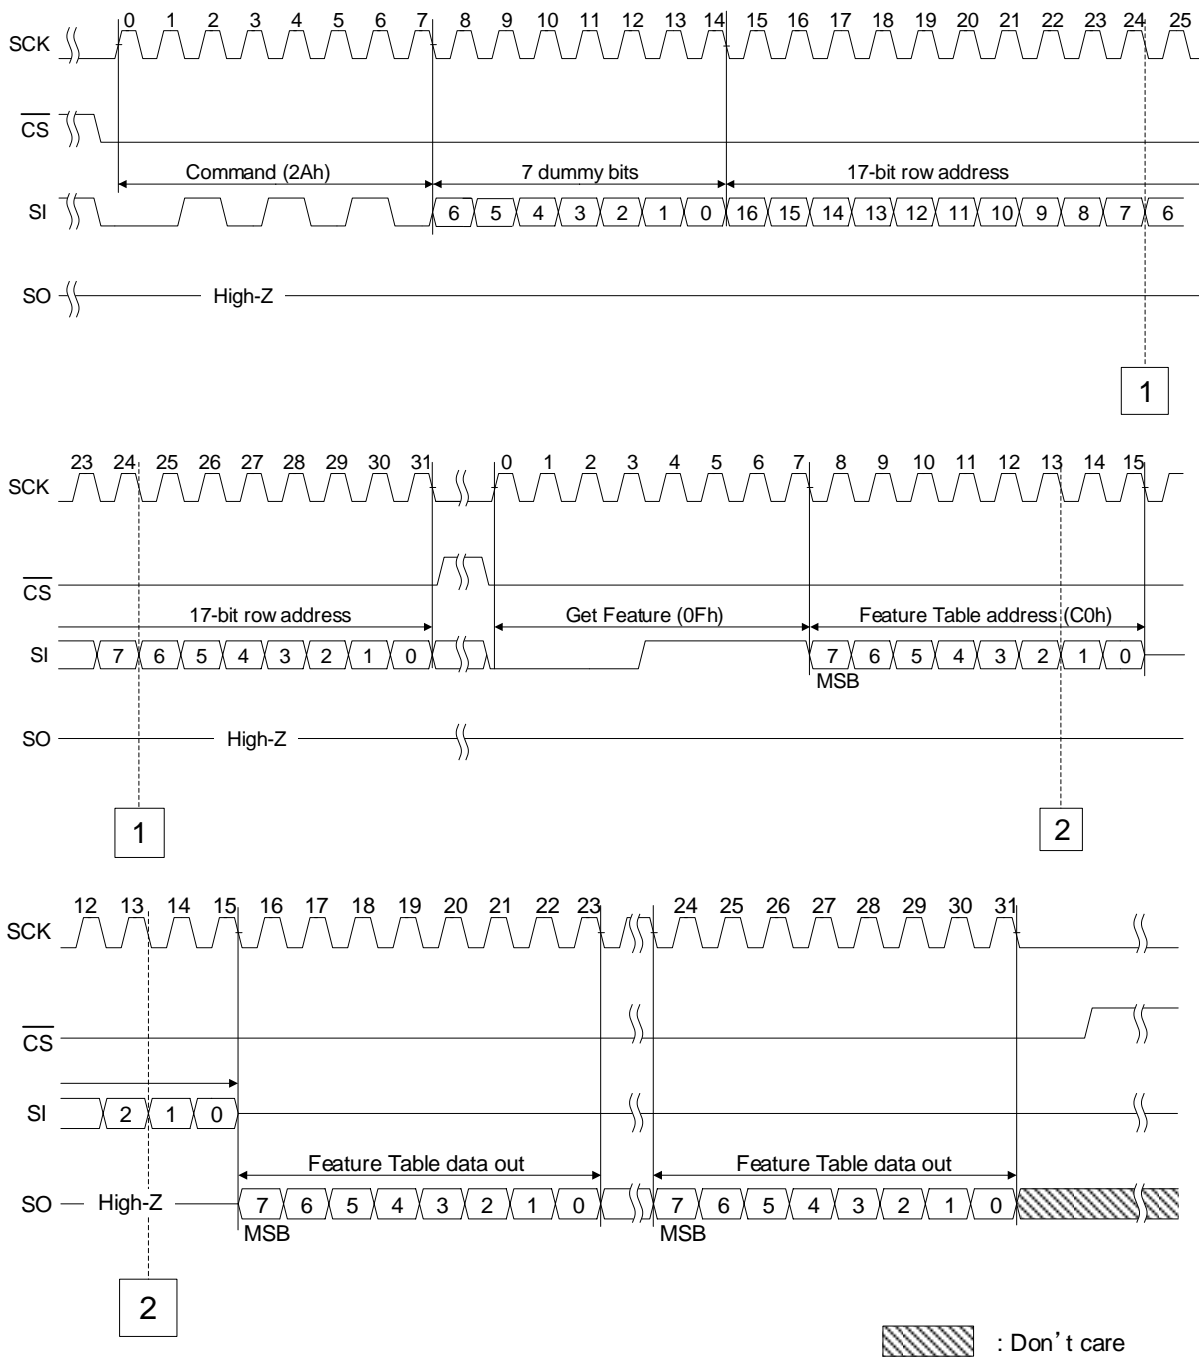 0 1 2 3 4 5 6 7 8 9 10 11 12 13 14 15 16 17 18 19 20 21 22 23 24 25
SCK
CS
Command (2Ah) 7 dummy bits 17-bit row address
SI 6 5 4 3 2 1 0 16 15 14 13 12 11 10 9 8 7 6
SO High-Z
1
23 24 25 26 27 28 29 30 31 0 1 2 3 4 5 6 7 8 9 10 11 12 13 14 15
SCK
CS
17-bit row address Get Feature (0Fh) Feature Table address (C0h)
SI 7 6 5 4 3 2 1 0 7 6 5 4 3 2 1 0
MSB
SO High-Z
1 2
12 13 14 15 16 17 18 19 20 21 22 23 24 25 26 27 28 29 30 31
SCK
CS
SI 2 1 0
Feature Table data out Feature Table data out
SO High-Z 7 6 5 4 3 2 1 0 7 6 5 4 3 2 1 0
MSB MSB
2
: Don't care